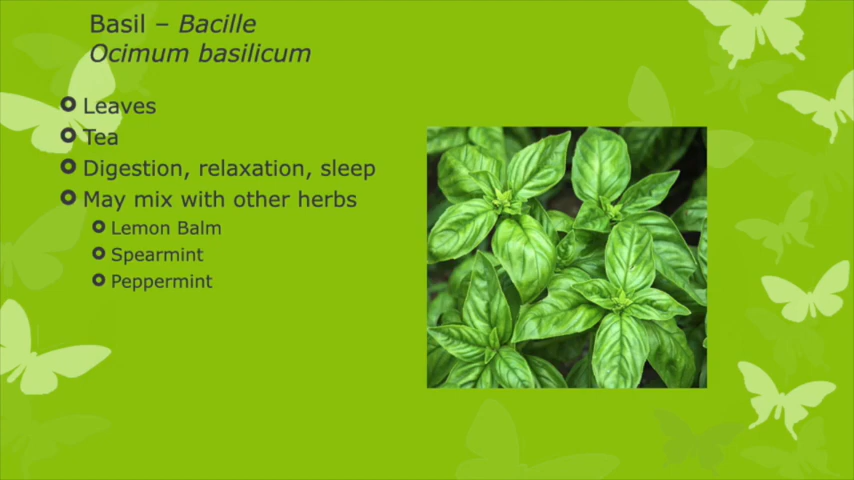 Basil – Bacille
Ocimum basilicum
Leaves
Tea
Digestion, relaxation, sleep
May mix with other herbs
Lemon Balm
Spearmint
Peppermint